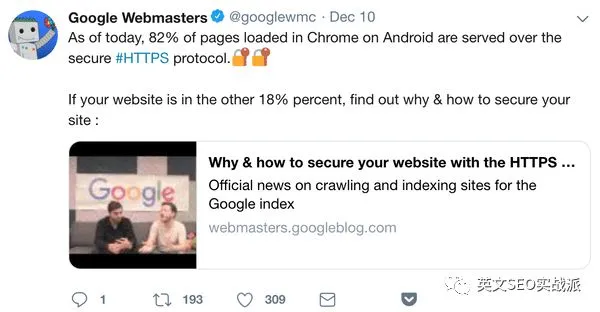 Google Webmasters @googlewmc · Dec 10
As of today, 82% of pages loaded in Chrome on Android are served over the
secure #HTTPS protocol.🔐🔐
If your website is in the other 18% percent, find out why & how to secure your
site :
Google
Why & how to secure your website with the HTTPS ...
Official news on crawling and indexing sites for the
Google index
webmasters.googleblog.com
1 193 309
英文SEO实战派